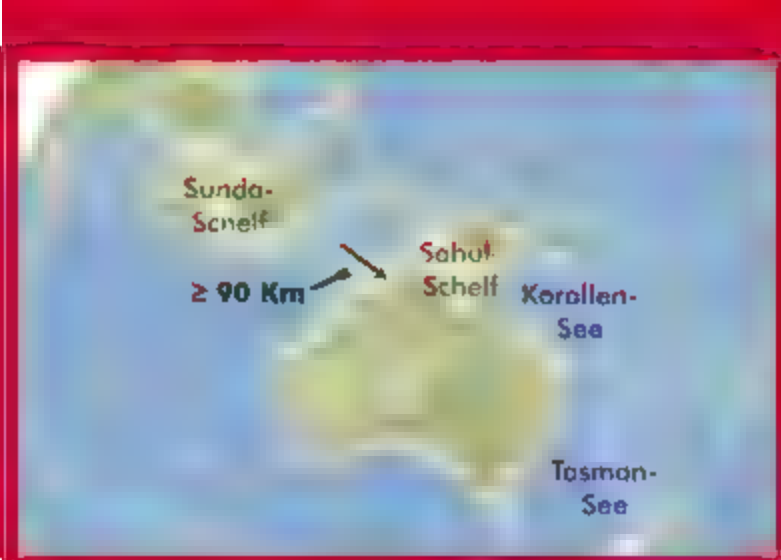 Sunda-
Schelf
Sahul-
Schelf
≥ 90 Km
Korallen-
See
Tasman-
See